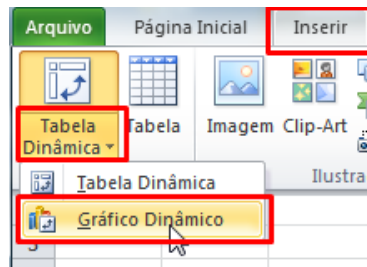 Arquivo Página Inicial Inserir
Tabela Dinâmica Tabela Imagem Clip-Art
Ilustra
Tabela Dinâmica
Gráfico Dinâmico